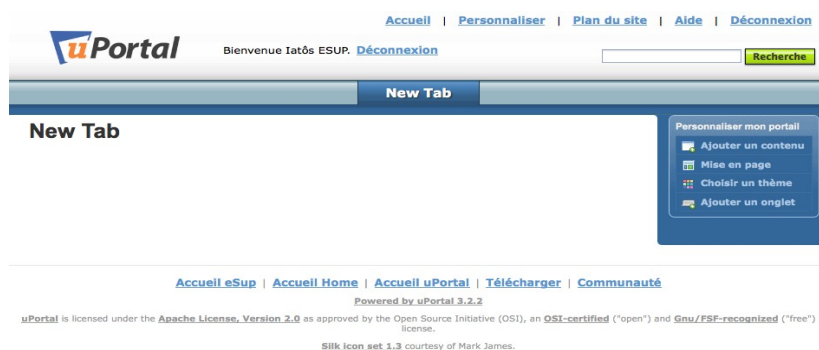 Accueil | Personnaliser | Plan du site | Aide | Déconnexion
uPortal
Bienvenue Iatôs ESUP. Déconnexion
Recherche
New Tab
New Tab
Personnaliser mon portail
Ajouter un contenu
Mise en page
Choisir un thème
Ajouter un onglet
Accueil eSup | Accueil Home | Accueil uPortal | Télécharger | Communauté
Powered by uPortal 3.2.2
uPortal is licensed under the Apache License, Version 2.0 as approved by the Open Source Initiative (OSI), an OSI-certified ("open") and Gnu/FSF-recognized ("free")
license.
Silk icon set 1.3 courtesy of Mark James.